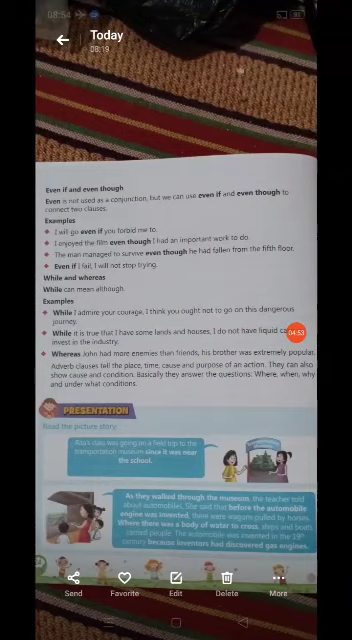 08:54
Today
08:19
Even if and even though
Even is not used as a conjunction, but we can use even if and even though to
connect two clauses.
Examples
I will go even if you forbid me to.
I enjoyed the film even though I had an important work to do.
The man managed to survive even though he had fallen from the fifth floor.
Even if I fail, I will not stop trying.
While and whereas
While can mean although.
Examples
While I admire your courage, I think you ought not to go on this dangerous
journey.
While it is true that I have some lands and houses, I do not have liquid
04:53
invest in the industry.
Whereas John had more enemies than friends, his brother was extremely popular.
Adverb clauses tell the place, time, cause and purpose of an action. They can also
show cause and condition. Basically they answer the questions: Where, when, why
and under what conditions.
PRESENTATION
Read the picture story.
class was going on a field trip to the
transportation museum since it was near
the school.
As they walked through the museum, the teacher told
about automobiles. She said that before the automobile
engine was invented, there were wagons pulled by horses.
Where there was a body of water to cross, ships and boats
carried people. The automobile was invented in the 19th
century because inventors had discovered gas engines.
Send
Favorite
Edit
Delete
More